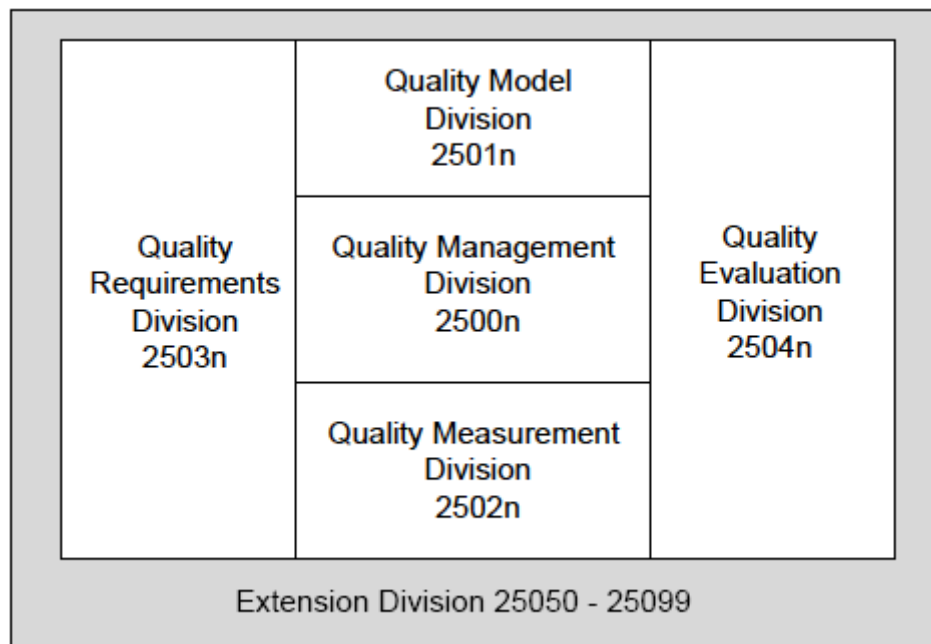 Quality
Requirements
Division
2503n
Quality Model
Division
2501n
Quality Management
Division
2500n
Quality Measurement
Division
2502n
Quality
Evaluation
Division
2504n
Extension Division 25050 - 25099